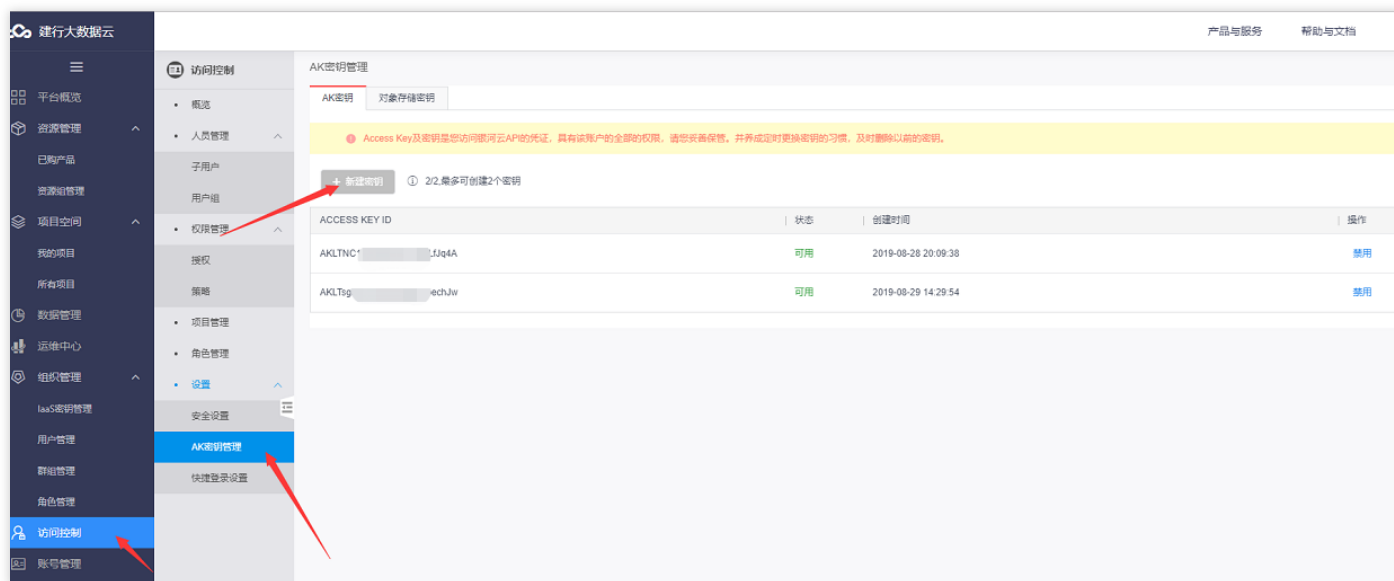 建行大数据云
产品与服务
帮助与文档
平台概览
资源管理
已购产品
资源组管理
项目空间
我的项目
所有项目
数据管理
运维中心
组织管理
IaaS密钥管理
用户管理
群组管理
角色管理
访问控制
账号管理
访问控制
概览
人员管理
子用户
用户组
权限管理
授权
策略
项目管理
角色管理
设置
安全设置
AK密钥管理
快捷登录设置
AK密钥管理
AK密钥
对象存储密钥
Access Key及密钥是您访问银河云API的凭证，具有该账户的全部的权限，请您妥善保管。并养成定时更换密钥的习惯，及时删除以前的密钥。
+ 新建密钥
2/2,最多可创建2个密钥
ACCESS KEY ID 状态 创建时间 操作
AKLTNC fJq4A 可用 2019-08-28 20:09:38 禁用
AKLTsg echJw 可用 2019-08-29 14:29:54 禁用